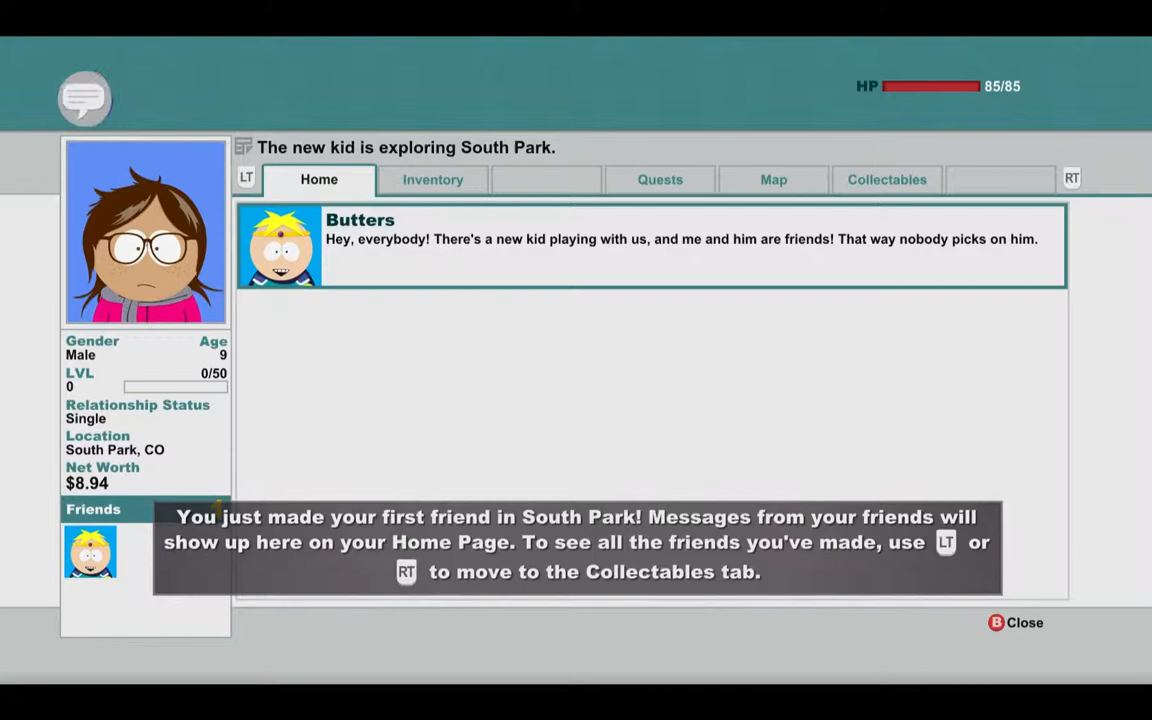 HP 85/85
The new kid is exploring South Park.
LT Home Inventory Quests Map Collectables RT
Butters
Hey, everybody! There's a new kid playing with us, and me and him are friends! That way nobody picks on him.
Gender Age
Male 9
LVL 0/50
0
Relationship Status
Single
Location
South Park, CO
Net Worth
$8.94
Friends 1
You just made your first friend in South Park! Messages from your friends will
show up here on your Home Page. To see all the friends you've made, use LT or
RT to move to the Collectables tab.
B Close